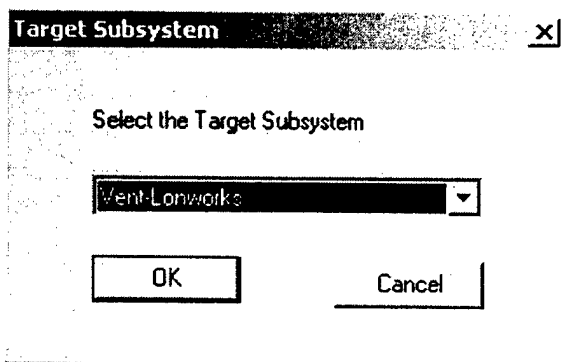 Target Subsystem
Select the Target Subsystem
Vent-Lonworks
OK
Cancel